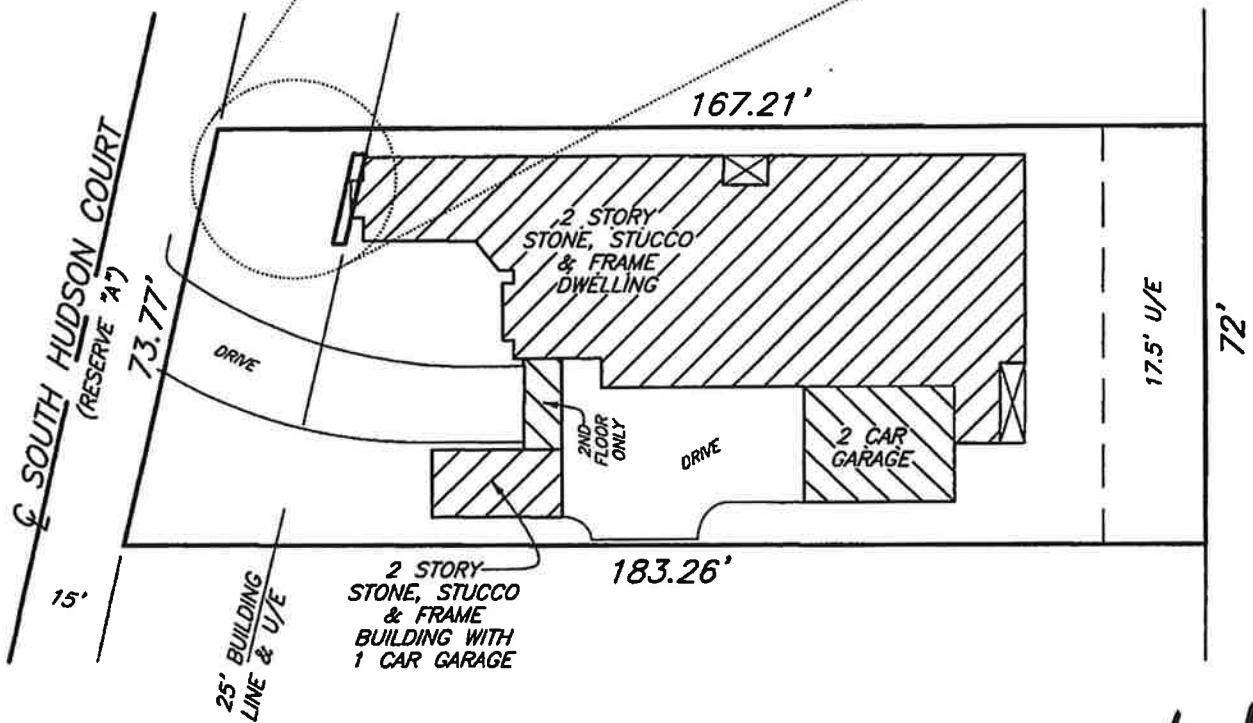 167.21'
℄ SOUTH HUDSON COURT
(RESERVE "A")
73.77'
DRIVE
2 STORY
STONE, STUCCO
& FRAME
DWELLING
17.5' U/E
72'
2ND
FLOOR
ONLY
DRIVE
2 CAR
GARAGE
15'
25' BUILDING
LINE & U/E
2 STORY
STONE, STUCCO
& FRAME
BUILDING WITH
1 CAR GARAGE
183.26'